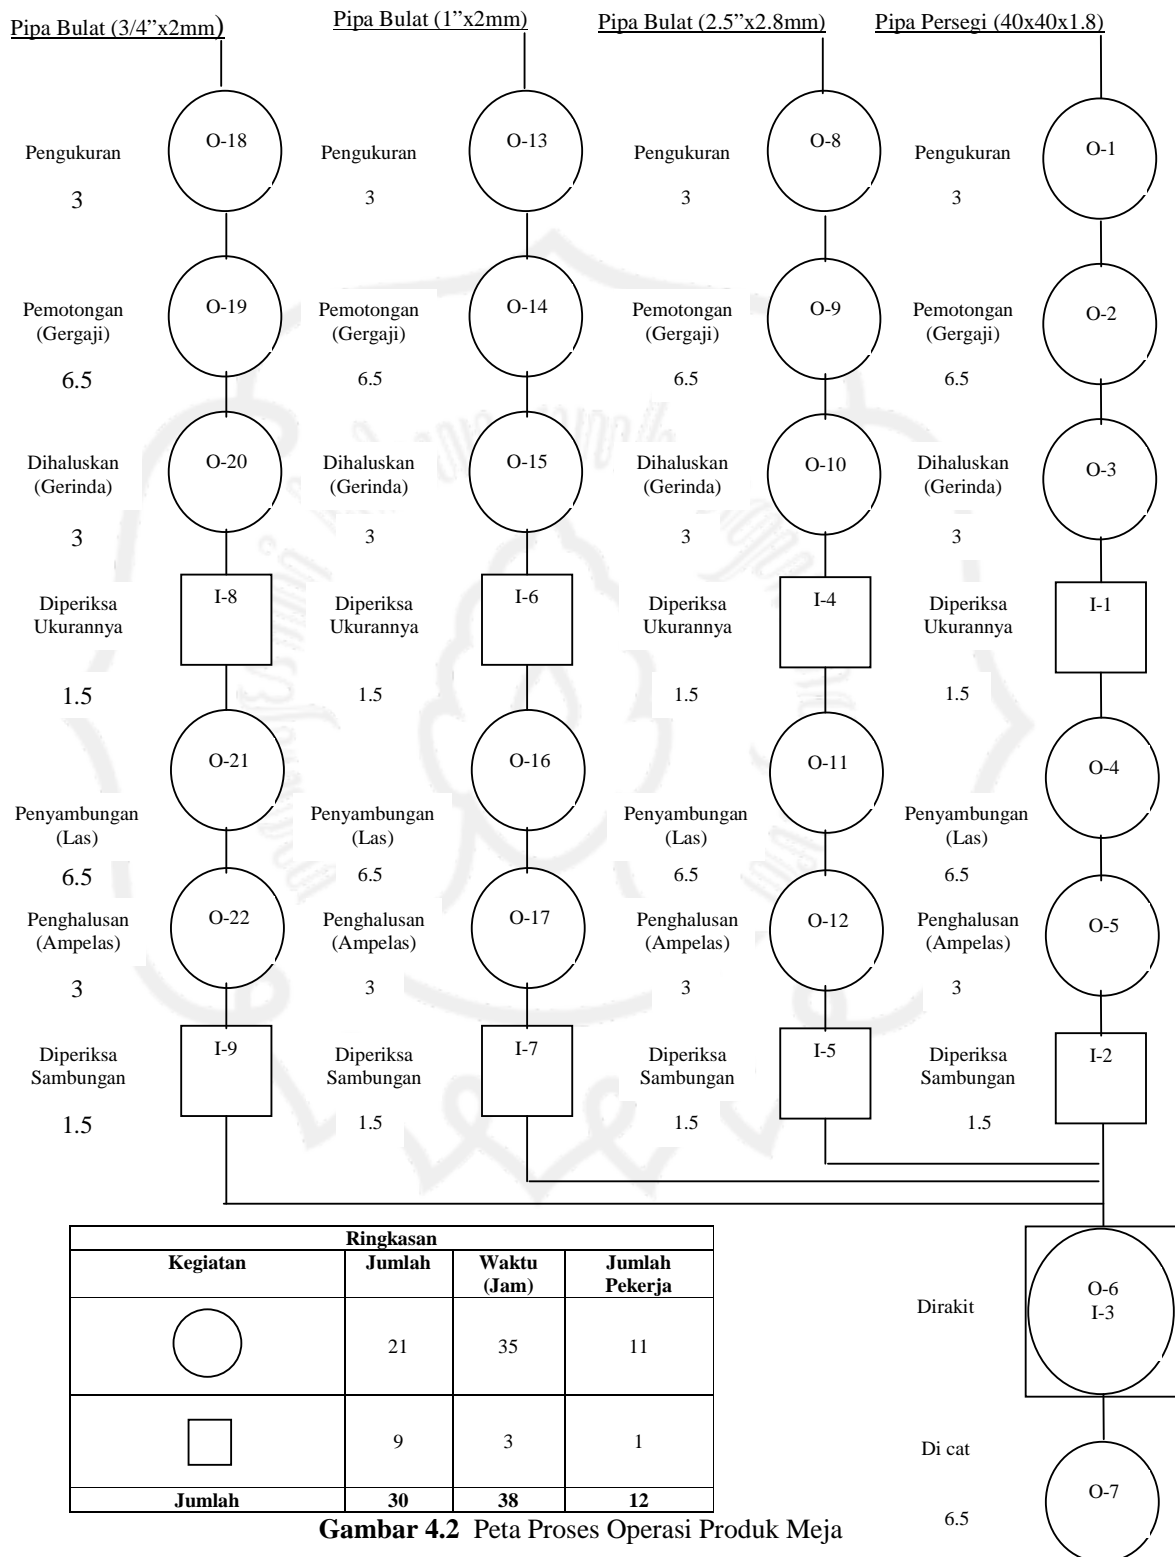 Pipa Bulat (3/4”x2mm)
Pipa Bulat (1”x2mm)
Pipa Bulat (2.5”x2.8mm)
Pipa Persegi (40x40x1.8)
O-18
O-13
O-8
O-1
Pengukuran
Pengukuran
Pengukuran
Pengukuran
3
3
3
3
O-19
O-14
O-9
O-2
Pemotongan
(Gergaji)
Pemotongan
(Gergaji)
Pemotongan
(Gergaji)
Pemotongan
(Gergaji)
6.5
6.5
6.5
6.5
O-20
O-15
O-10
O-3
Dihaluskan
(Gerinda)
Dihaluskan
(Gerinda)
Dihaluskan
(Gerinda)
Dihaluskan
(Gerinda)
3
3
3
3
I-8
I-6
I-4
I-1
Diperiksa
Ukurannya
Diperiksa
Ukurannya
Diperiksa
Ukurannya
Diperiksa
Ukurannya
1.5
1.5
1.5
1.5
O-21
O-16
O-11
O-4
Penyambungan
(Las)
Penyambungan
(Las)
Penyambungan
(Las)
Penyambungan
(Las)
6.5
6.5
6.5
6.5
O-22
O-17
O-12
O-5
Penghalusan
(Ampelas)
Penghalusan
(Ampelas)
Penghalusan
(Ampelas)
Penghalusan
(Ampelas)
3
3
3
3
I-9
I-7
I-5
I-2
Diperiksa
Sambungan
Diperiksa
Sambungan
Diperiksa
Sambungan
Diperiksa
Sambungan
1.5
1.5
1.5
1.5
Dirakit
O-6
I-3
Di cat
O-7
6.5
Ringkasan
Kegiatan Jumlah Waktu (Jam) Jumlah Pekerja
21 35 11
9 3 1
Jumlah 30 38 12
Gambar 4.2 Peta Proses Operasi Produk Meja